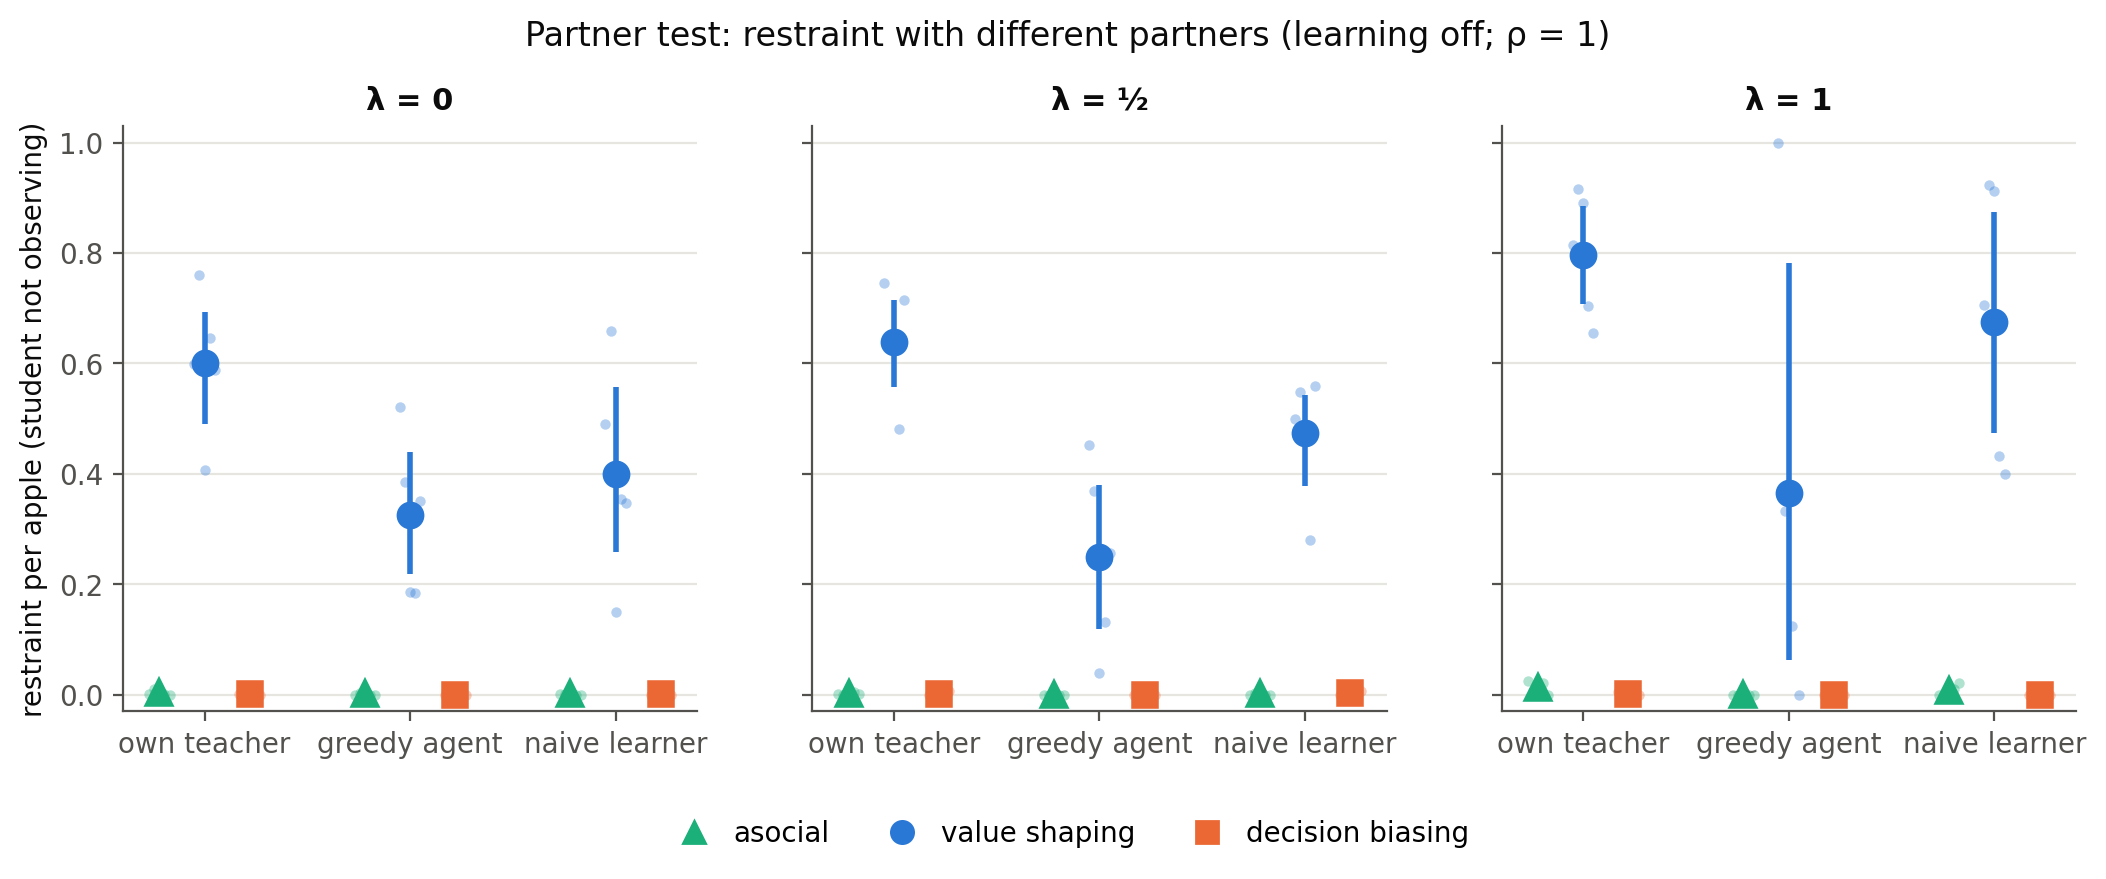 Partner test: restraint with different partners (learning off; ρ = 1)
λ = 0
λ = ½
λ = 1
restraint per apple (student not observing)
1.0
0.8
0.6
0.4
0.2
0.0
own teacher greedy agent naive learner
own teacher greedy agent naive learner
own teacher greedy agent naive learner
asocial value shaping decision biasing